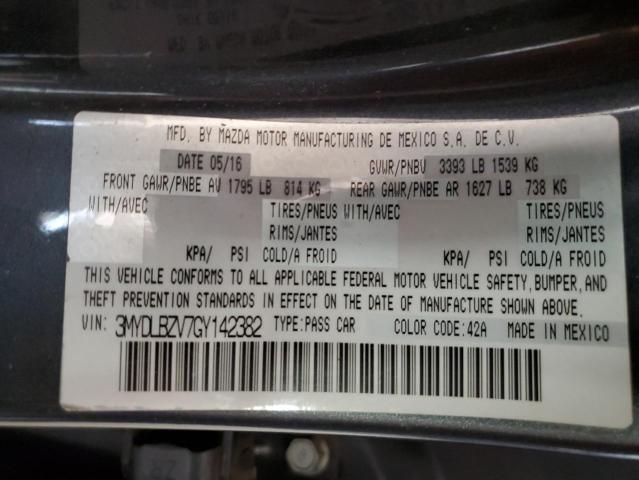 MFD. BY MAZDA MOTOR MANUFACTURING DE MEXICO S.A. DE C.V.
DATE 05/16 GVWR/PNBV 3393 LB 1539 KG
FRONT GAWR/PNBE AV 1795 LB 814 KG REAR GAWR/PNBE AR 1627 LB 738 KG
WITH/AVEC TIRES/PNEUS WITH/AVEC TIRES/PNEUS
RIMS/JANTES RIMS/JANTES
KPA/ PSI COLD/A FROID KPA/ PSI COLD/A FROID
THIS VEHICLE CONFORMS TO ALL APPLICABLE FEDERAL MOTOR VEHICLE SAFETY, BUMPER, AND
THEFT PREVENTION STANDARDS IN EFFECT ON THE DATE OF MANUFACTURE SHOWN ABOVE.
VIN: 3MYDLBZV7GY142382 TYPE:PASS CAR COLOR CODE:42A MADE IN MEXICO